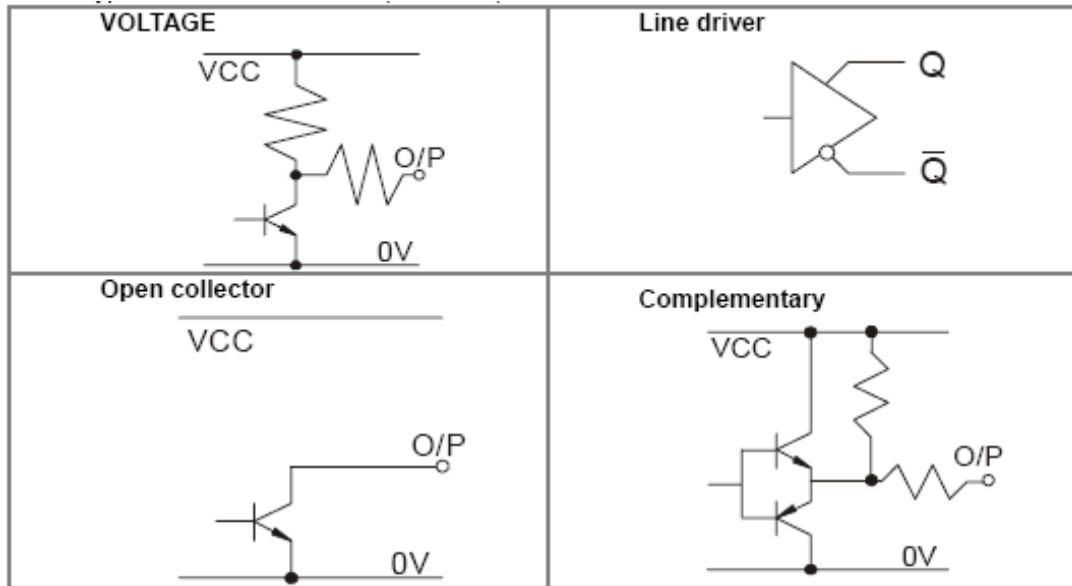 VOLTAGE
VCC
O/P
0V
Line driver
Q
Q̅
Open collector
VCC
O/P
0V
Complementary
VCC
O/P
0V